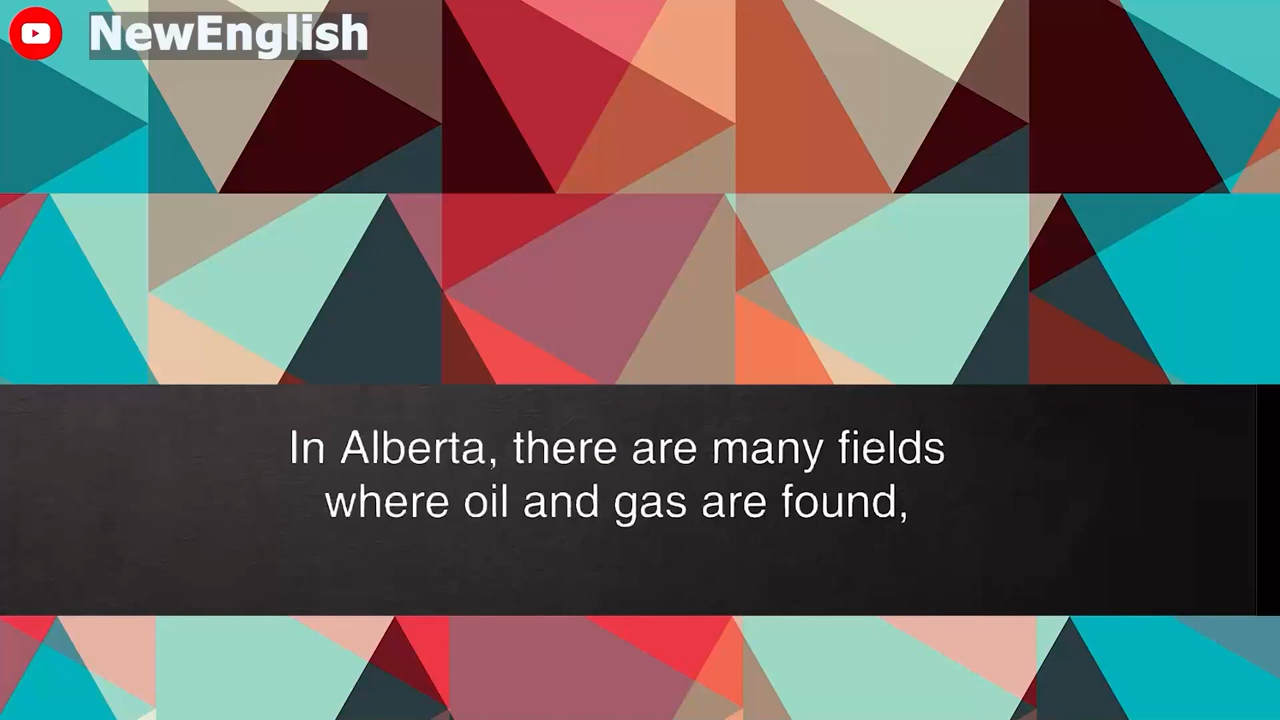 NewEnglish
In Alberta, there are many fields
where oil and gas are found,